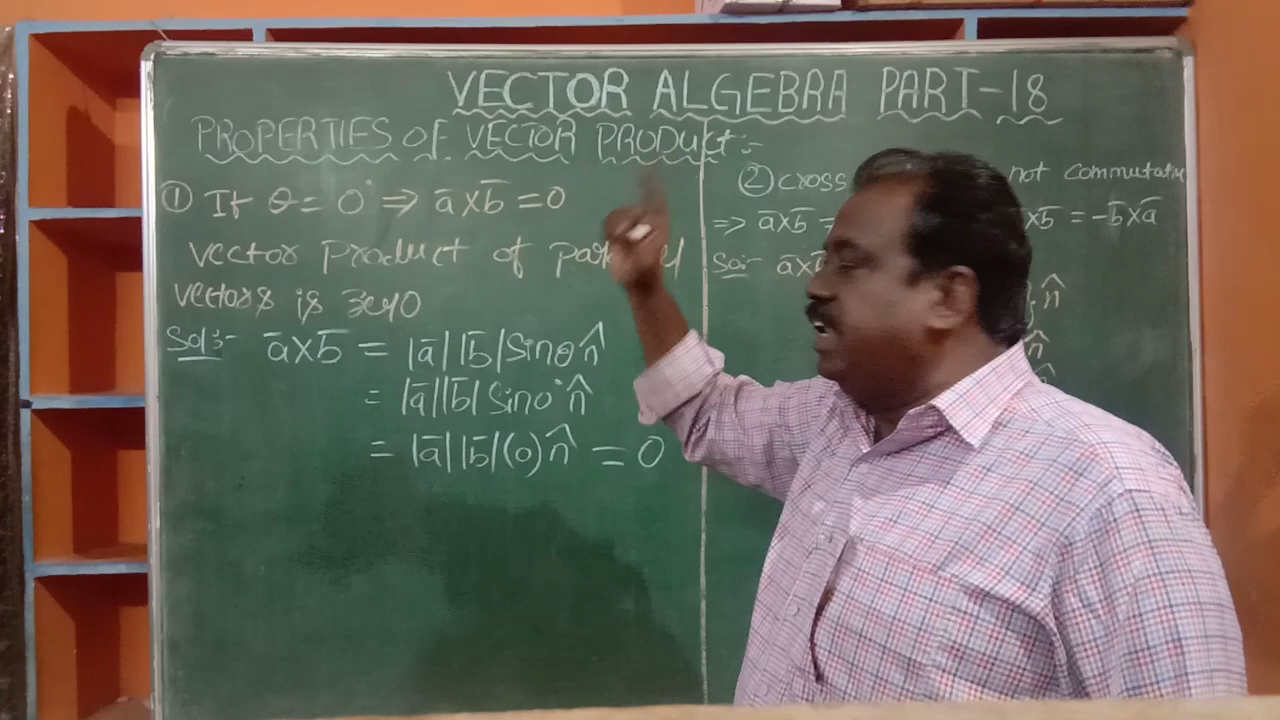 VECTOR ALGEBRA PART-18
PROPERTIES OF VECTOR PRODUCT:-
① If θ = 0° ⇒ a̅ x b̅ = 0
vector product of
vectors is zero
Sol:- a̅ x b̅ = |a̅| |b̅| Sinθ n̂
= |a̅| |b̅| Sin0° n̂
= |a̅| |b̅| (0) n̂ = 0
② cross not commutative
⇒ a̅ x b̅ = x b̅ = -b̅ x a̅
Sol:- a̅ x
n̂
n̂
n̂